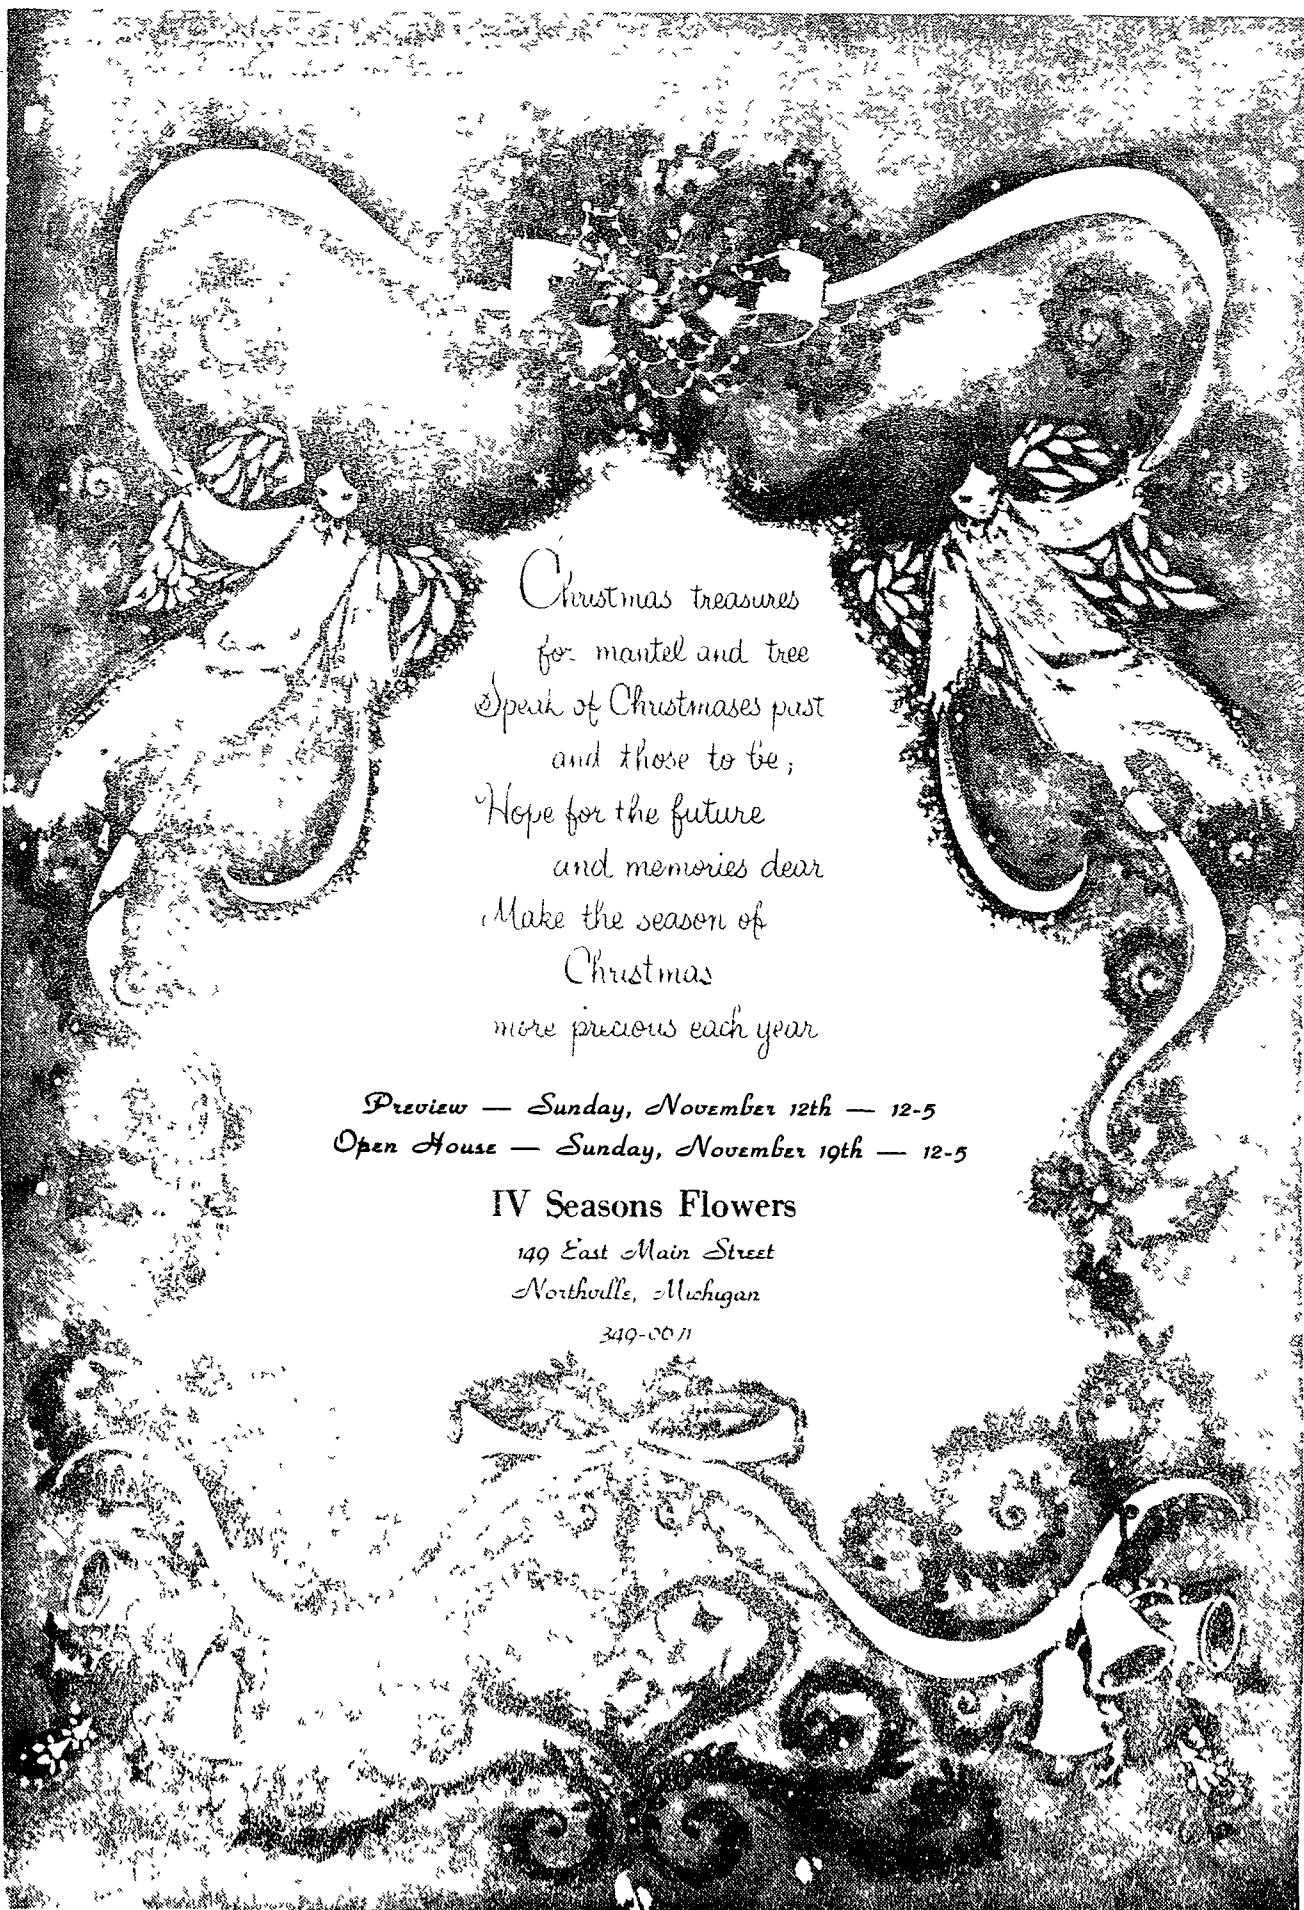 Christmas treasures
for mantel and tree
Speak of Christmases past
and those to be;
Hope for the future
and memories dear
Make the season of
Christmas
more precious each year
Preview — Sunday, November 12th — 12-5
Open House — Sunday, November 19th — 12-5
IV Seasons Flowers
149 East Main Street
Northville, Michigan